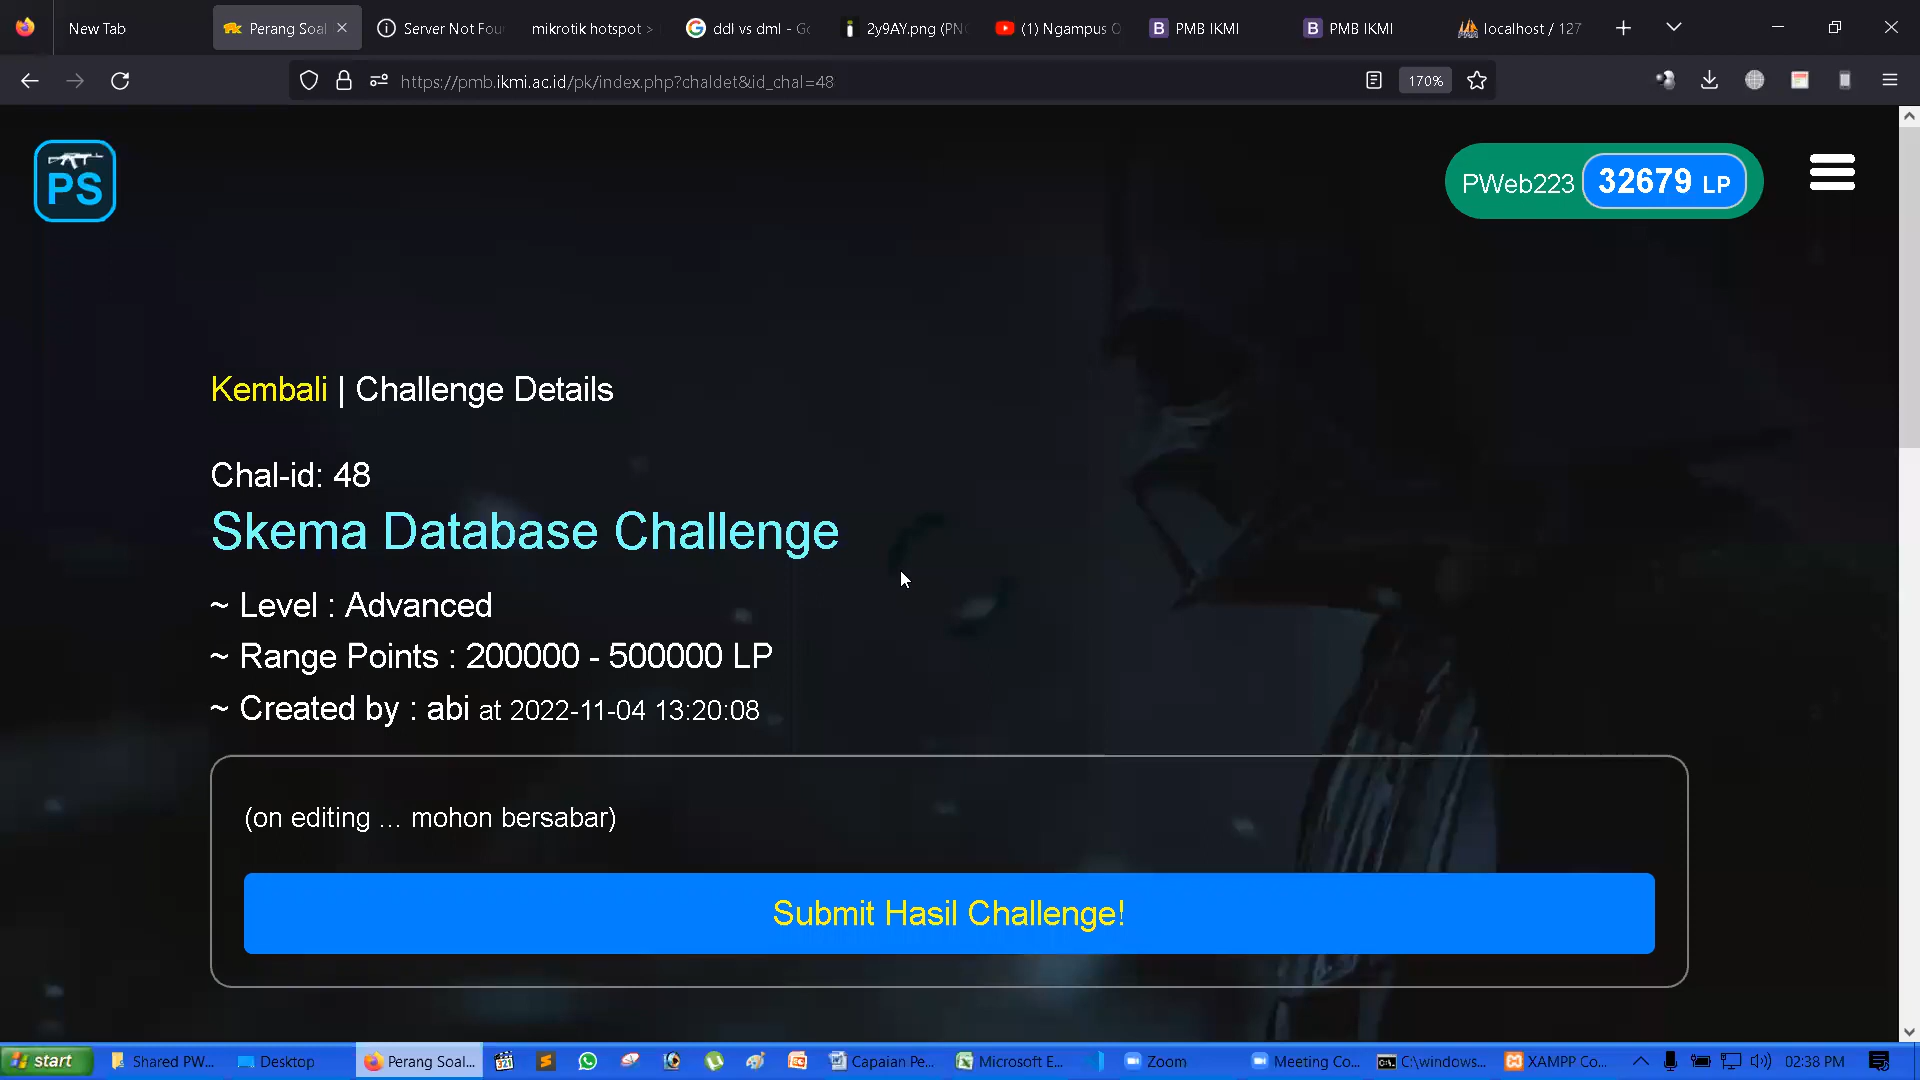 New Tab
Perang Soal
Server Not Fou
mikrotik hotspot >
ddl vs dml - Go
2y9AY.png (PN
(1) Ngampus O
PMB IKMI
PMB IKMI
localhost / 127
https://pmb.ikmi.ac.id/pk/index.php?chaldet&id_chal=48
170%
PS
PWeb223 32679 LP
Kembali | Challenge Details
Chal-id: 48
Skema Database Challenge
~ Level : Advanced
~ Range Points : 200000 - 500000 LP
~ Created by : abi at 2022-11-04 13:20:08
(on editing ... mohon bersabar)
Submit Hasil Challenge!
start
Shared PW...
Desktop
Perang Soal...
321
Capaian Pe...
Microsoft E...
Zoom
Meeting Co...
C:\windows...
XAMPP Co...
02:38 PM